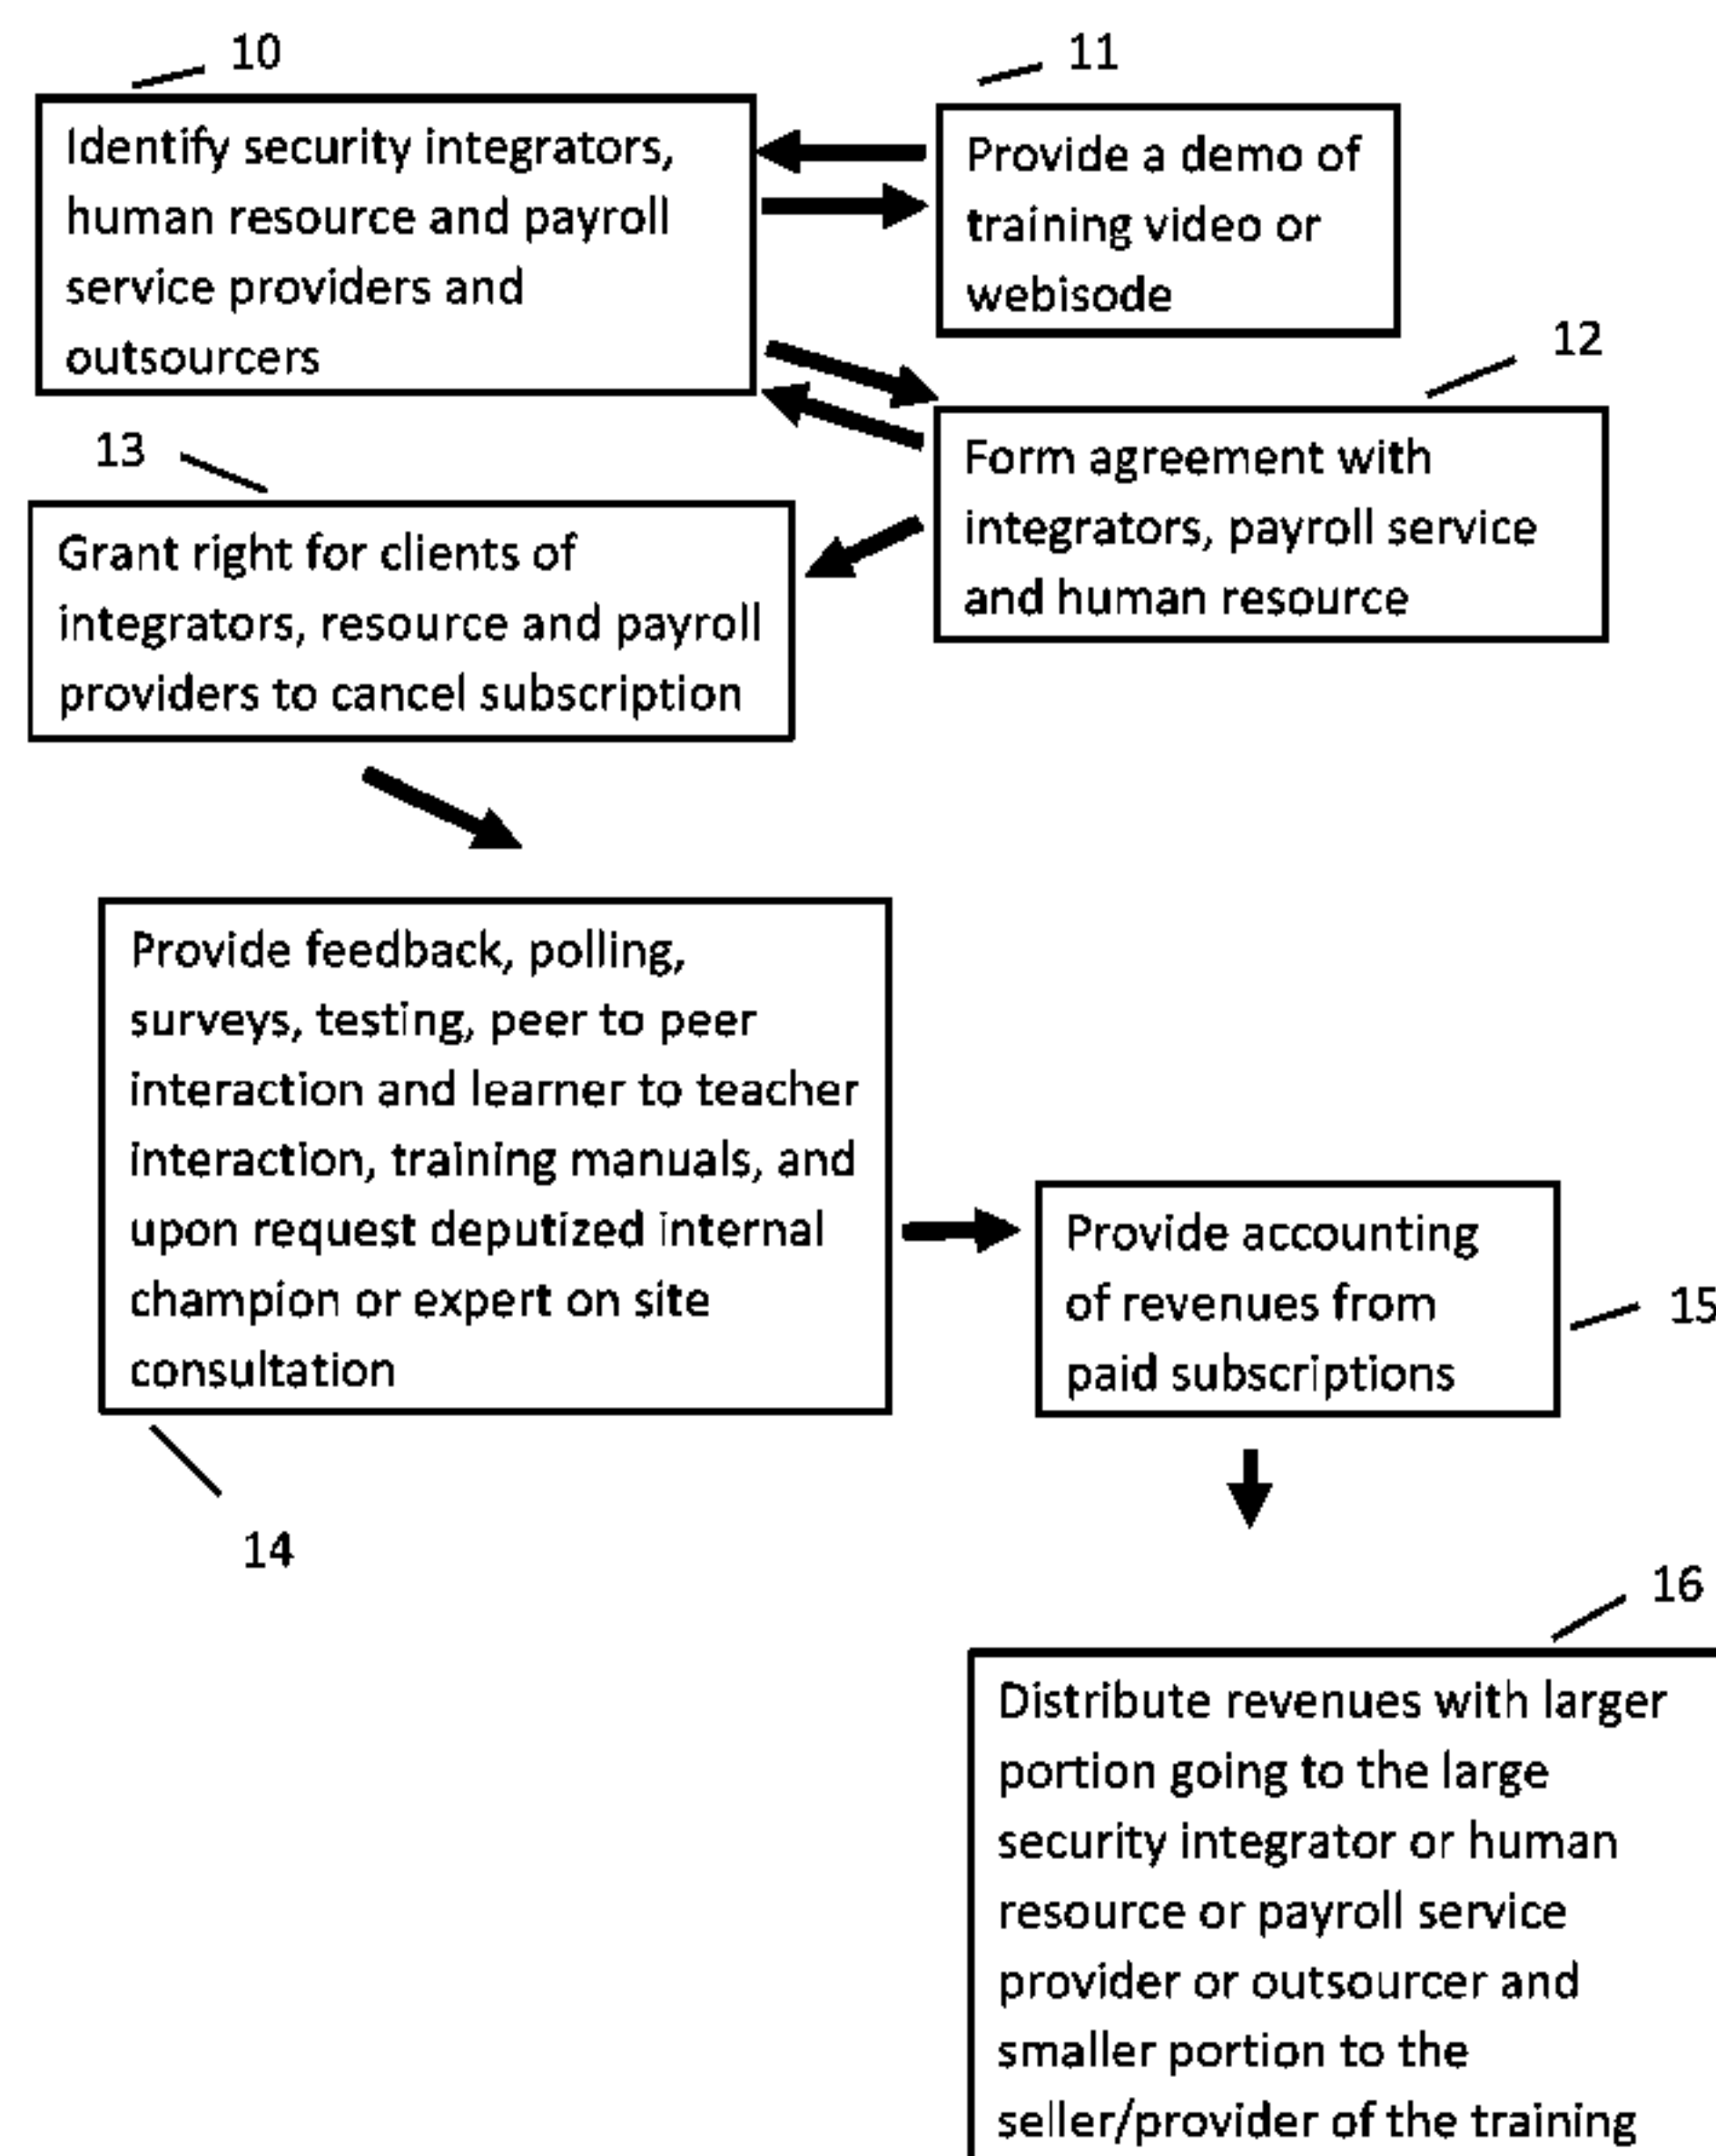 10
Identify security integrators,
human resource and payroll
service providers and
outsourcers
11
Provide a demo of
training video or
webisode
12
Form agreement with
integrators, payroll service
and human resource
13
Grant right for clients of
integrators, resource and payroll
providers to cancel subscription
Provide feedback, polling,
surveys, testing, peer to peer
interaction and learner to teacher
interaction, training manuals, and
upon request deputized internal
champion or expert on site
consultation
14
Provide accounting
of revenues from
paid subscriptions
15
16
Distribute revenues with larger
portion going to the large
security integrator or human
resource or payroll service
provider or outsourcer and
smaller portion to the
seller/provider of the training